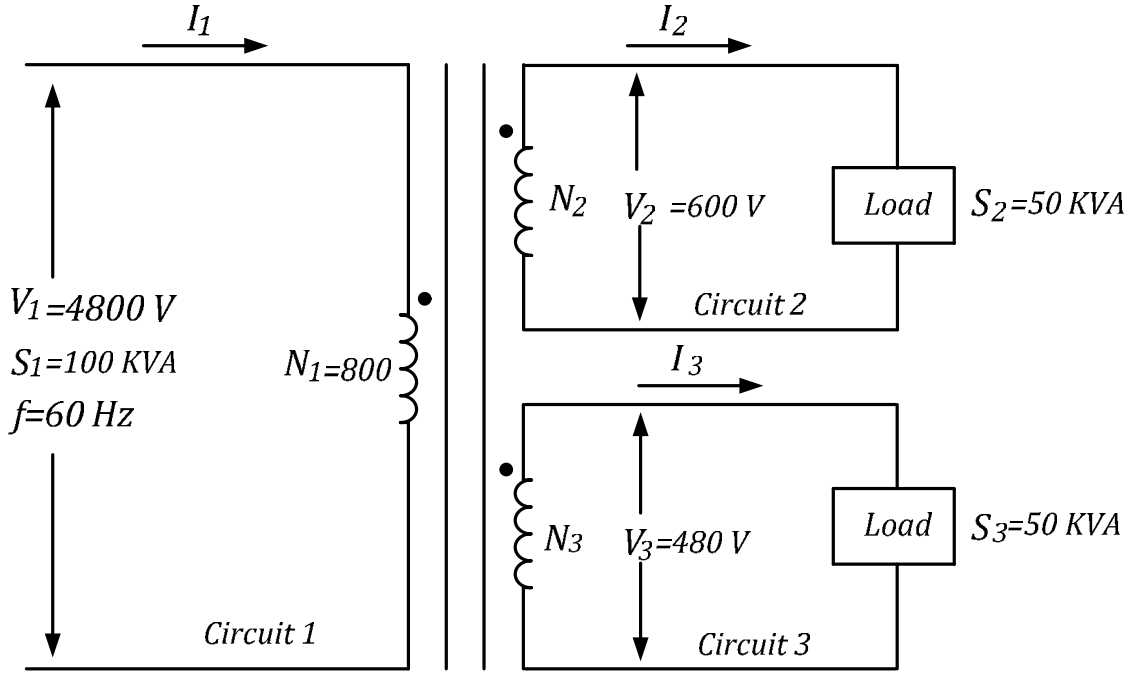 I1
V1=4800 V
S1=100 KVA
f=60 Hz
N1=800
Circuit 1
I2
N2
V2 =600 V
Load
S2=50 KVA
Circuit 2
I3
N3
V3=480 V
Load
S3=50 KVA
Circuit 3